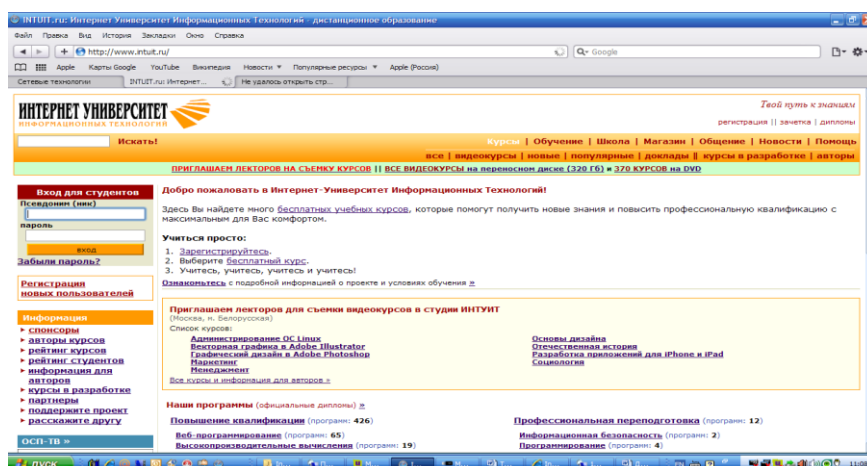 INTUIT.ru: Интернет Университет Информационных Технологий - дистанционное образование
Файл Правка Вид История Закладки Окно Справка
http://www.intuit.ru/
Google
Apple Карты Google YouTube Википедия Новости Популярные ресурсы Apple (Россия)
Сетевые технологии INTUIT.ru: Интернет ... Не удалось открыть стр...
ИНТЕРНЕТ УНИВЕРСИТЕТ
ИНФОРМАЦИОННЫХ ТЕХНОЛОГИЙ
Твой путь к знаниям
регистрация || зачетка | дипломы
Искать!
Курсы | Обучение | Школа | Магазин | Общение | Новости | Помощь
все | видеокурсы | новые | популярные | доклады || курсы в разработке | авторы
ПРИГЛАШАЕМ ЛЕКТОРОВ НА СЪЕМКУ КУРСОВ || ВСЕ ВИДЕОКУРСЫ на переносном диске (320 Гб) и 370 КУРСОВ на DVD
Вход для студентов
Псевдоним (ник)
пароль
вход
Забыли пароль?
Регистрация
новых пользователей
Информация
спонсоры
авторы курсов
рейтинг курсов
рейтинг студентов
информация для
авторов
курсы в разработке
партнеры
поддержите проект
расскажите другу
ОСП-ТВ »
Добро пожаловать в Интернет-Университет Информационных Технологий!
Здесь Вы найдете много бесплатных учебных курсов, которые помогут получить новые знания и повысить профессиональную квалификацию с
максимальным для Вас комфортом.
Учиться просто:
1. Зарегистрируйтесь.
2. Выберите бесплатный курс.
3. Учитесь, учитесь, учитесь и учитесь!
Ознакомьтесь с подробной информацией о проекте и условиях обучения »
Приглашаем лекторов для съемки видеокурсов в студии ИНТУИТ
(Москва, м. Белорусская)
Список курсов:
Администрирование ОС Linux
Векторная графика в Adobe Illustrator
Графический дизайн в Adobe Photoshop
Маркетинг
Менеджмент
Основы дизайна
Отечественная история
Разработка приложений для iPhone и iPad
Социология
Все курсы и информация для авторов »
Наши программы (официальные дипломы) »
Повышение квалификации (программ: 426)
Веб-программирование (программ: 65)
Высокопроизводительные вычисления (программ: 19)
Профессиональная переподготовка (программ: 12)
Информационная безопасность (программ: 2)
Программирование (программ: 4)
пуск